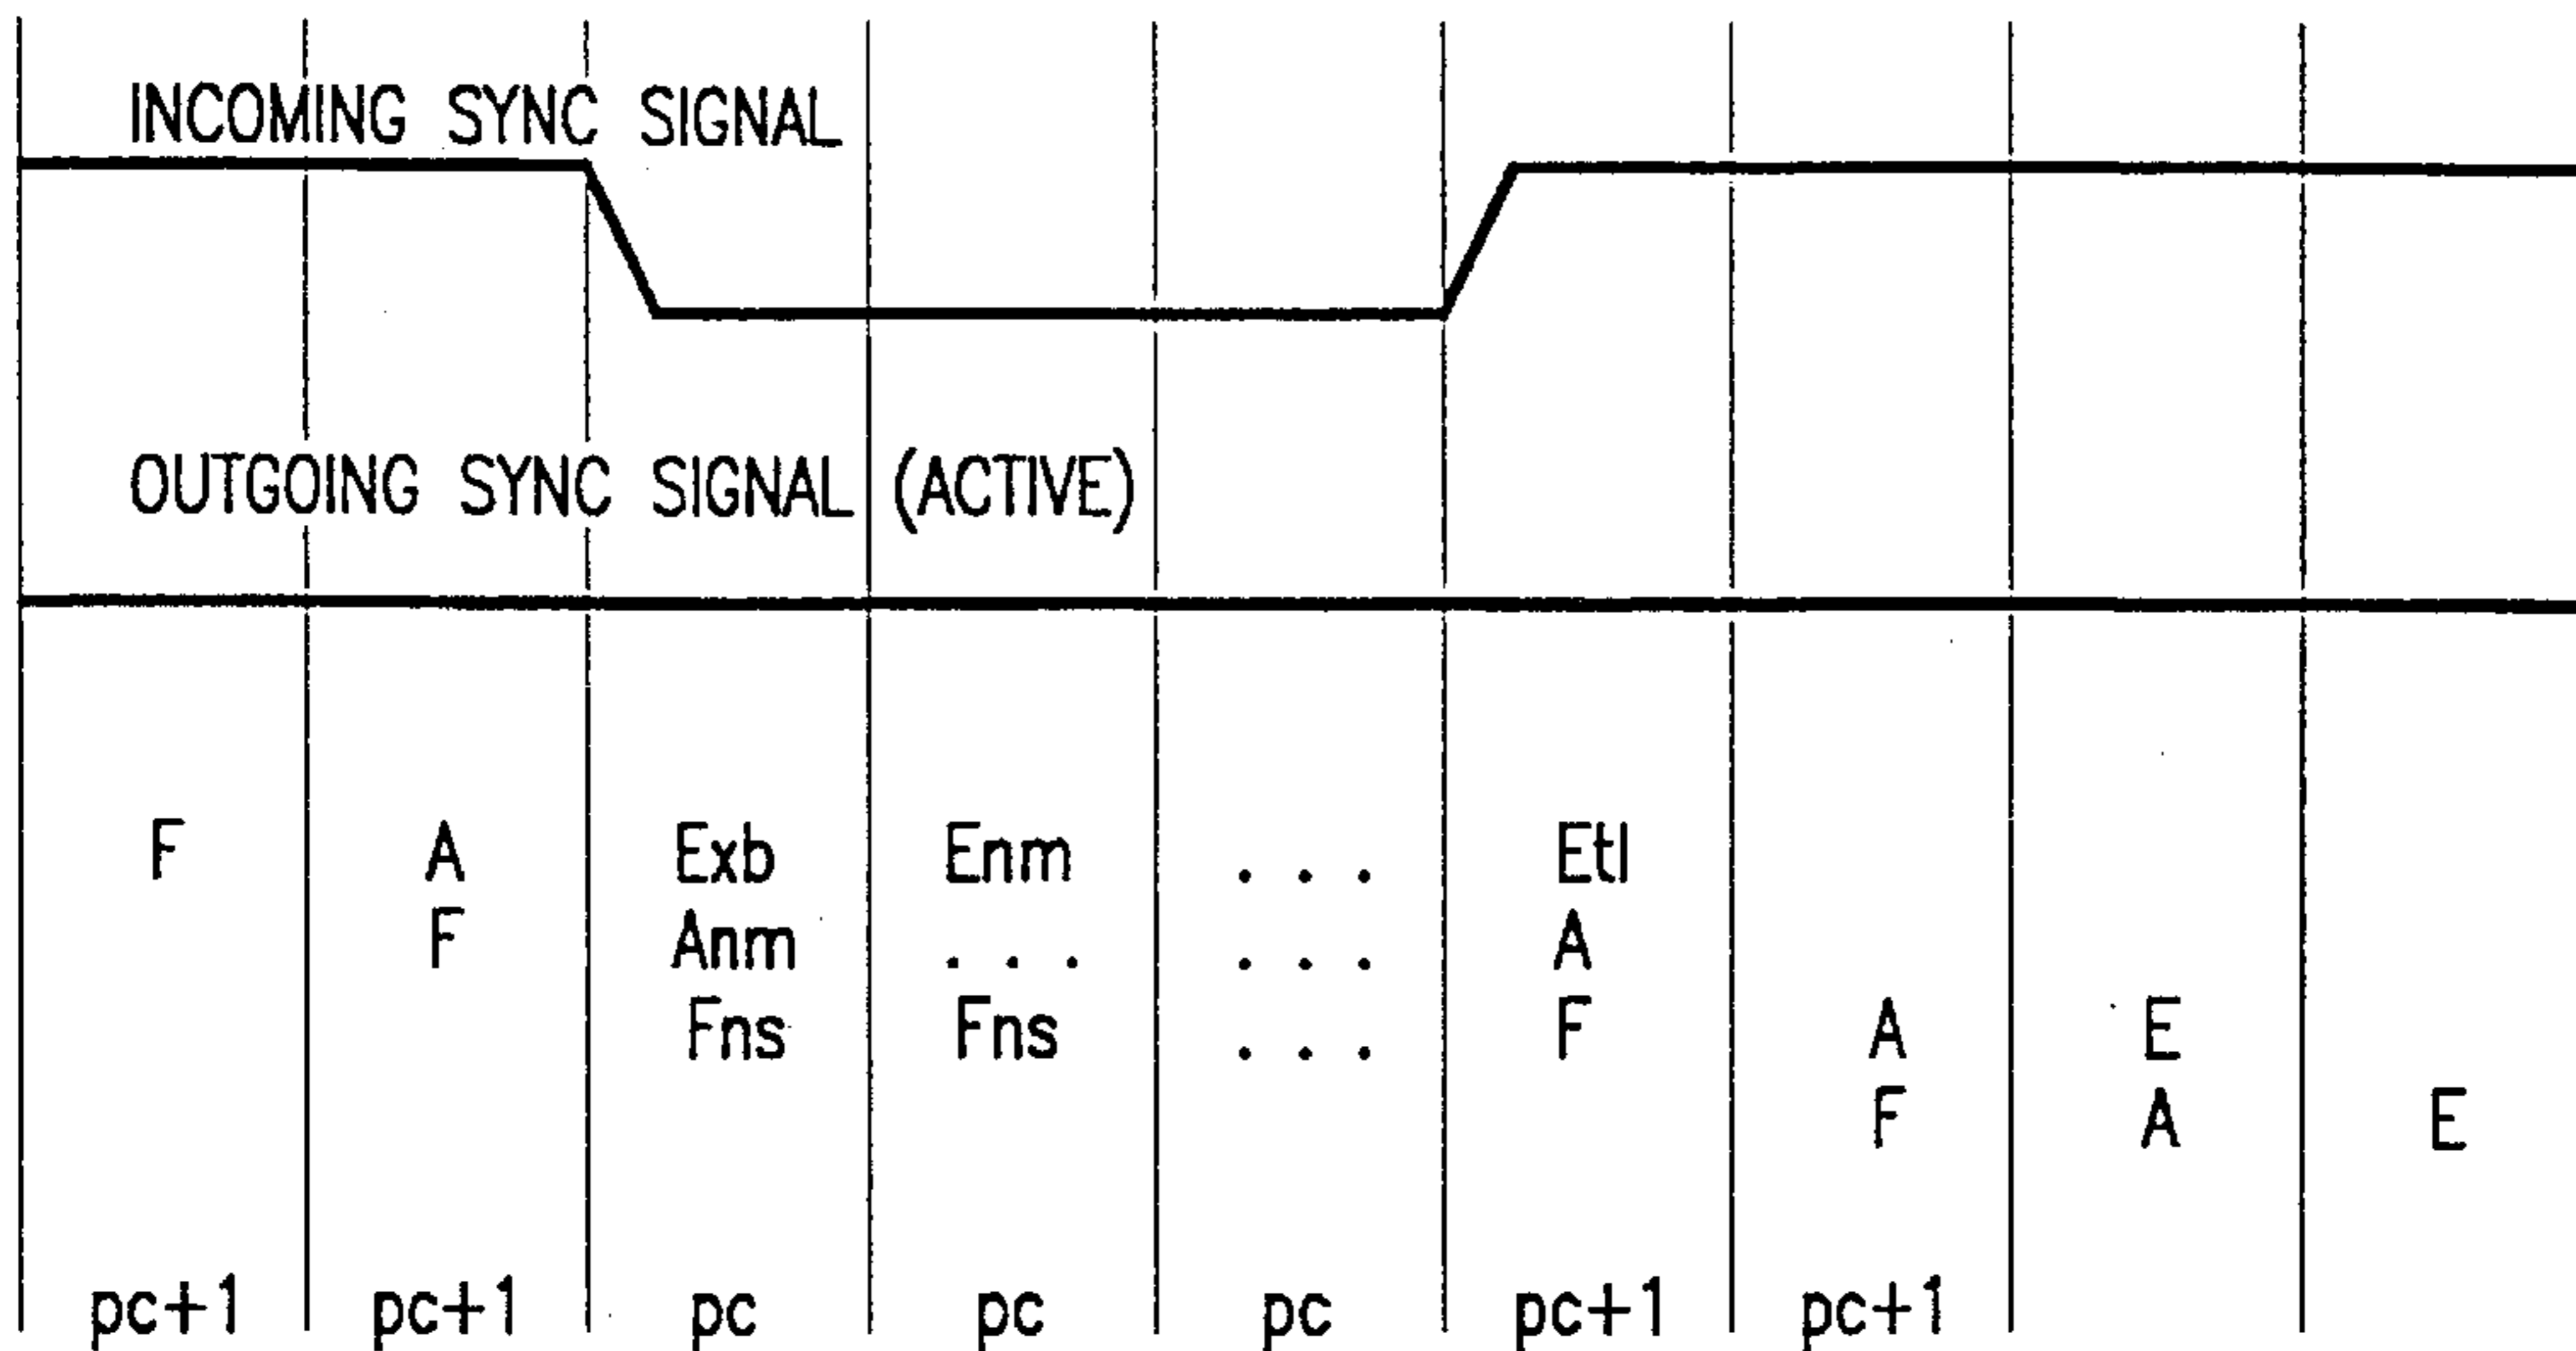 INCOMING SYNC SIGNAL
OUTGOING SYNC SIGNAL (ACTIVE)
F A Exb Enm . . . Etl
F Anm . . . . . . A
Fns Fns . . . F A E
F A E
pc+1 pc+1 pc pc pc pc+1 pc+1